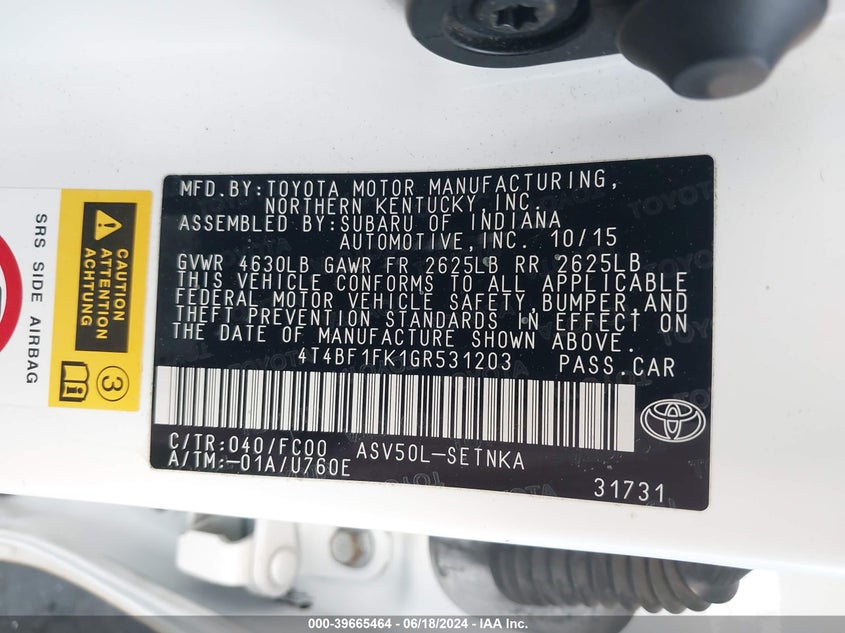 MFD.BY:TOYOTA MOTOR MANUFACTURING,
NORTHERN KENTUCKY, INC.
ASSEMBLED BY:SUBARU OF INDIANA
AUTOMOTIVE,INC. 10/15
GVWR 4630LB GAWR FR 2625LB RR 2625LB
THIS VEHICLE CONFORMS TO ALL APPLICABLE
FEDERAL MOTOR VEHICLE SAFETY, BUMPER, AND
THEFT PREVENTION STANDARDS IN EFFECT ON
THE DATE OF MANUFACTURE SHOWN ABOVE.
4T4BF1FK1GR531203 PASS.CAR
C/TR:040/FC00 ASV50L-SETNKA
A/TM:-01A/U760E
31731
SRS SIDE AIRBAG
CAUTION
ATTENTION
ACHTUNG
3
TOYOTA
TOYOTA
000-39665464 - 06/18/2024 - IAA Inc.